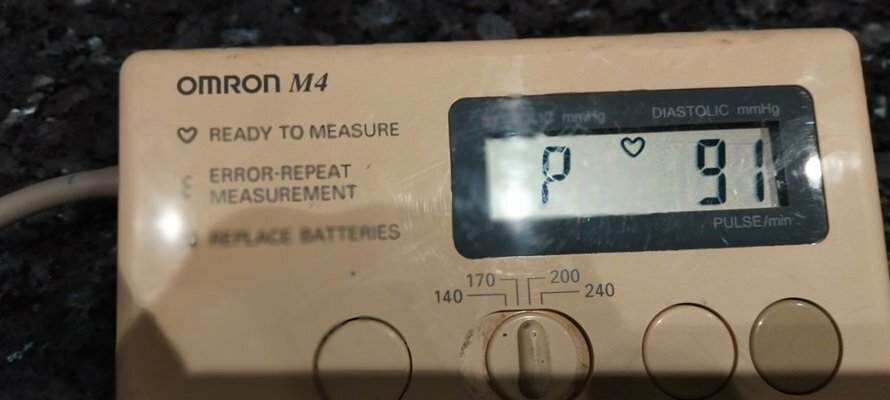 OMRON M4
READY TO MEASURE
ERROR-REPEAT
MEASUREMENT
REPLACE BATTERIES
SYSTOLIC mmHg
DIASTOLIC mmHg
P 91
PULSE/min
170 200
140 240